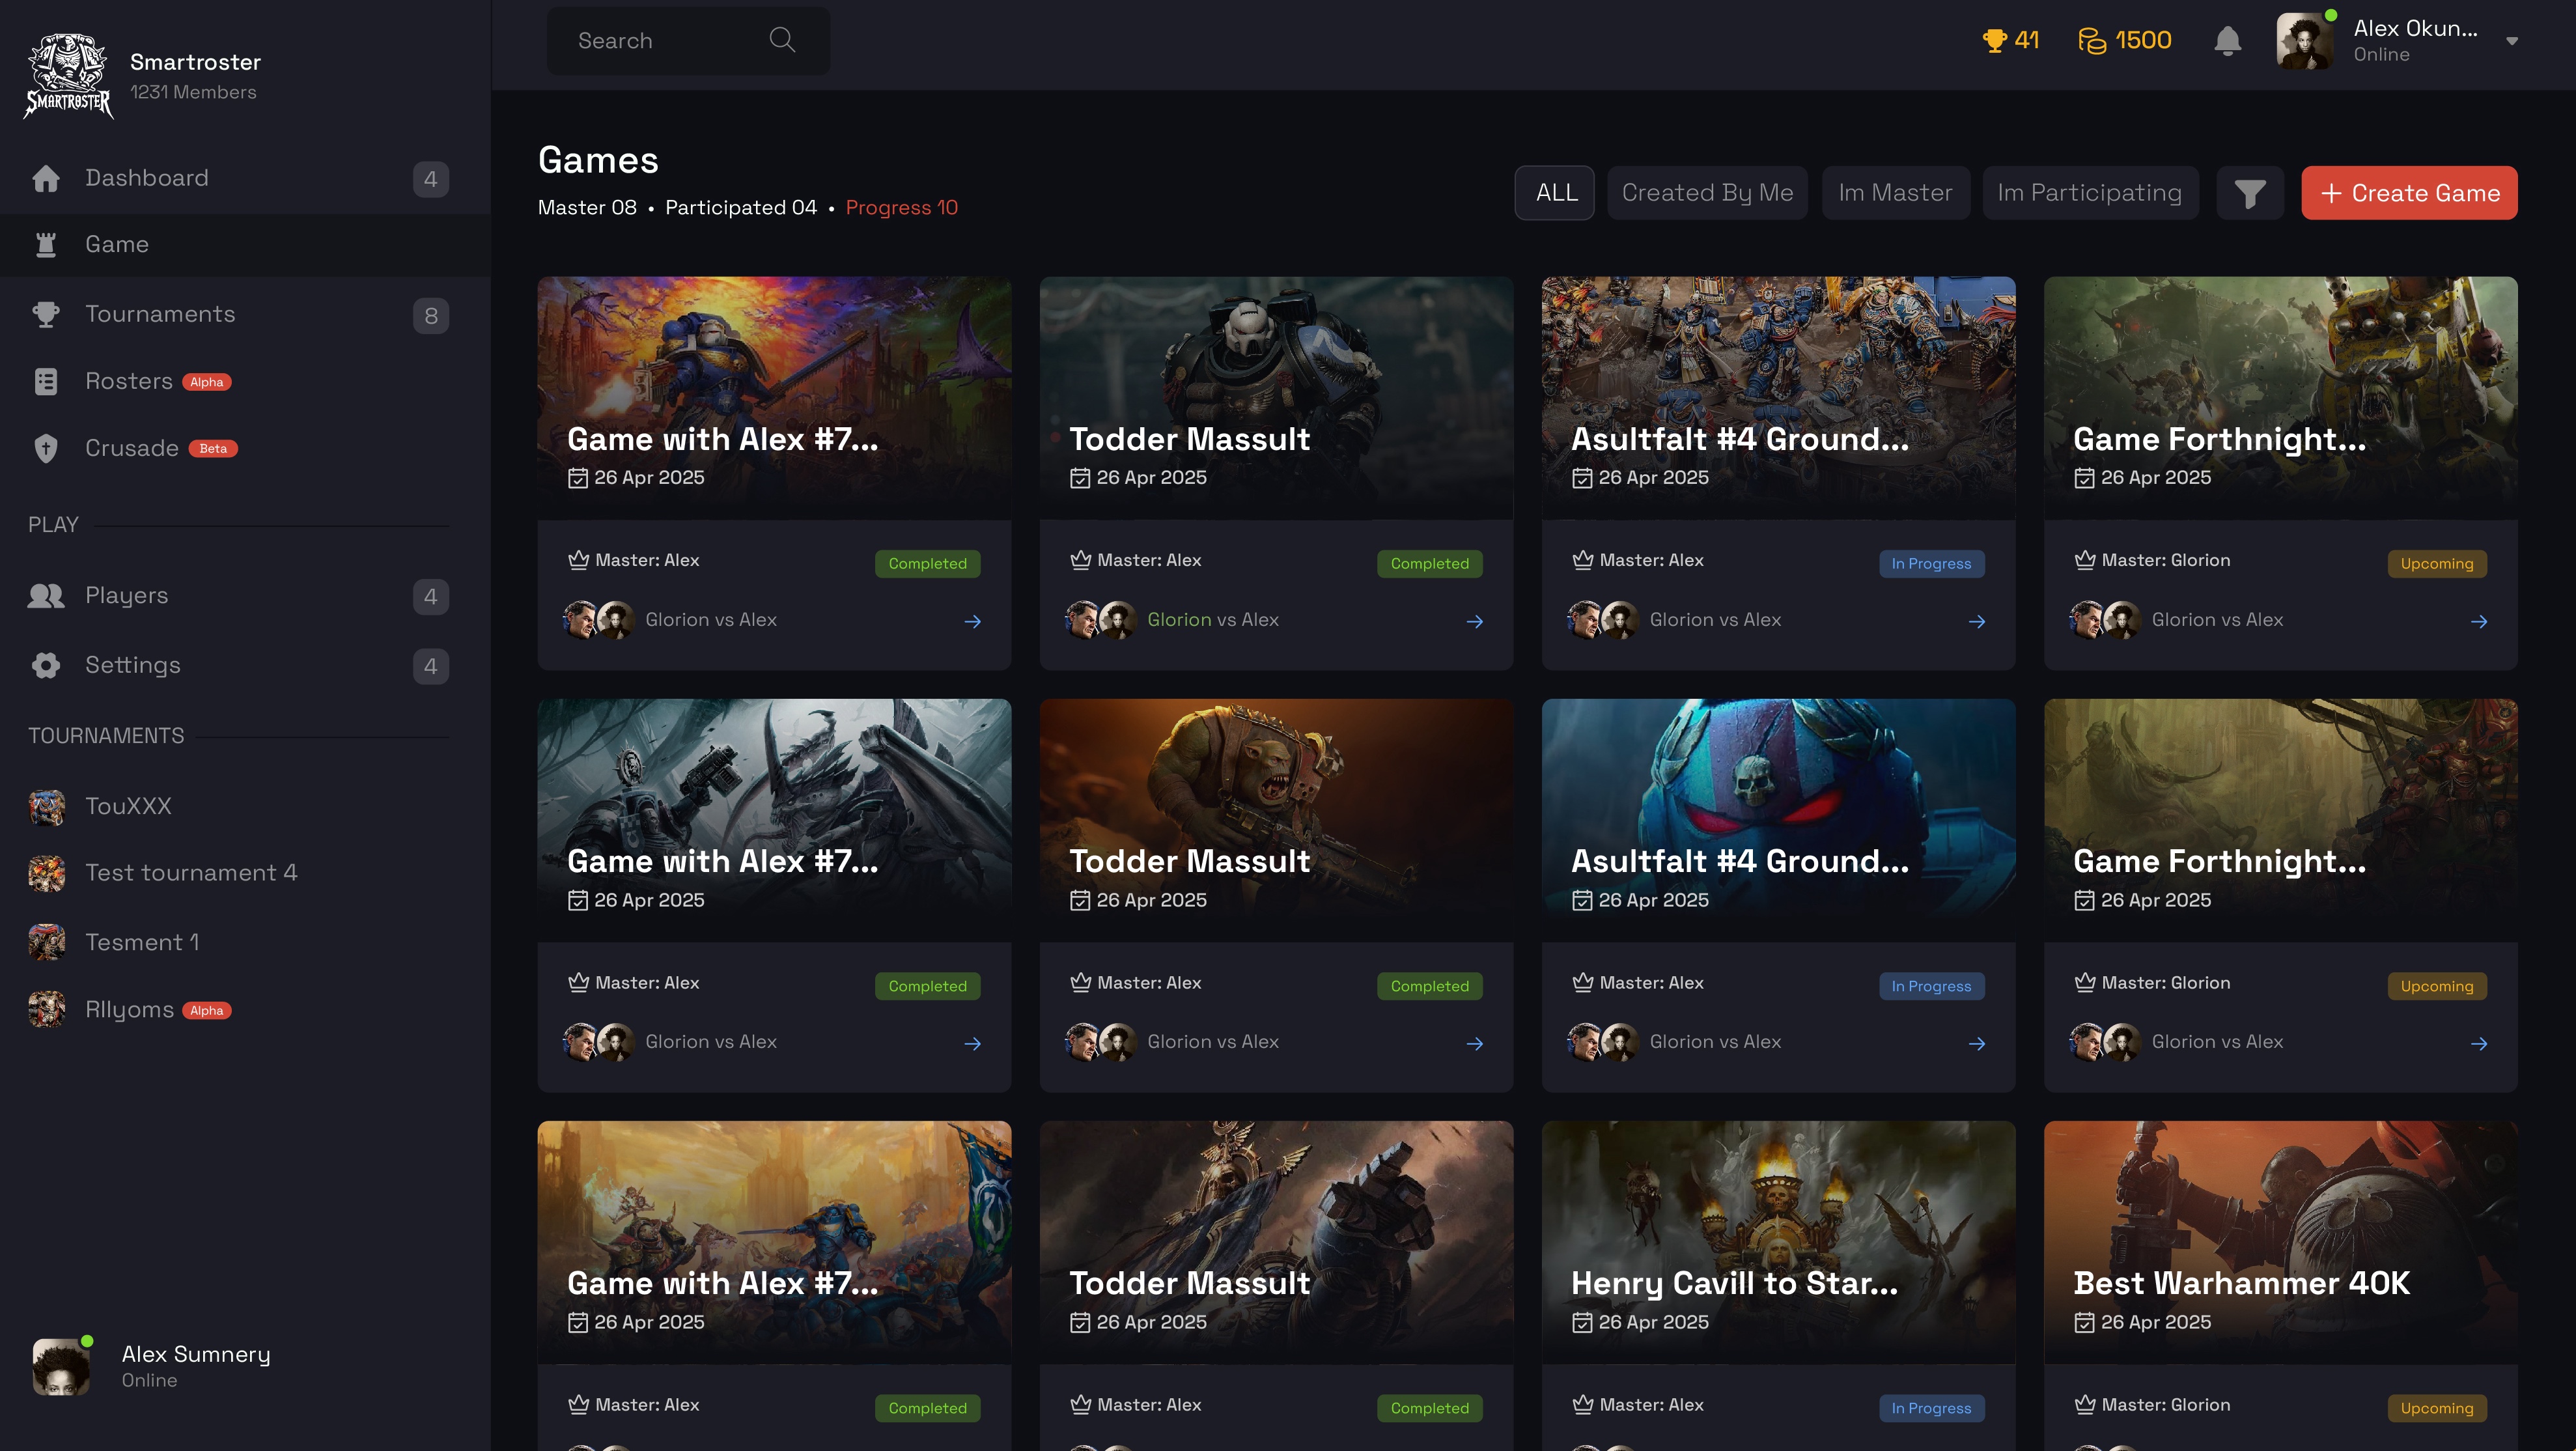 SMARTROSTER
Smartroster
1231 Members
Dashboard 4
Game
Tournaments 8
Rosters Alpha
Crusade Beta
PLAY
Players 4
Settings 4
TOURNAMENTS
TouXXX
Test tournament 4
Tesment 1
Rllyoms Alpha
Alex Sumnery
Online
Search
41
1500
Alex Okun...
Online
Games
Master 08 • Participated 04 • Progress 10
ALL
Created By Me
Im Master
Im Participating
+ Create Game
Game with Alex #7...
26 Apr 2025
Master: Alex
Completed
Glorion vs Alex
Todder Massult
26 Apr 2025
Master: Alex
Completed
Glorion vs Alex
Asultfalt #4 Ground...
26 Apr 2025
Master: Alex
In Progress
Glorion vs Alex
Game Forthnight...
26 Apr 2025
Master: Glorion
Upcoming
Glorion vs Alex
Game with Alex #7...
26 Apr 2025
Master: Alex
Completed
Glorion vs Alex
Todder Massult
26 Apr 2025
Master: Alex
Completed
Glorion vs Alex
Asultfalt #4 Ground...
26 Apr 2025
Master: Alex
In Progress
Glorion vs Alex
Game Forthnight...
26 Apr 2025
Master: Glorion
Upcoming
Glorion vs Alex
Game with Alex #7...
26 Apr 2025
Master: Alex
Completed
Todder Massult
26 Apr 2025
Master: Alex
Completed
Henry Cavill to Star...
26 Apr 2025
Master: Alex
In Progress
Best Warhammer 40K
26 Apr 2025
Master: Glorion
Upcoming